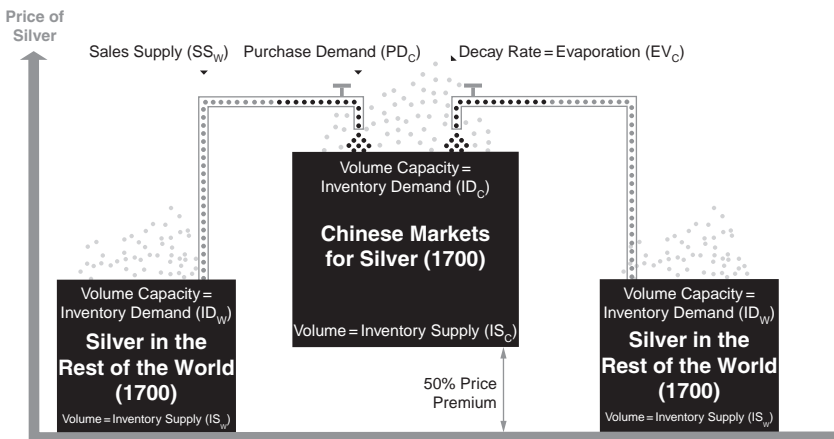 Price of
Silver
Sales Supply (SS_W)
Purchase Demand (PD_C)
Decay Rate = Evaporation (EV_C)
Volume Capacity =
Inventory Demand (ID_C)
Chinese Markets
for Silver (1700)
Volume = Inventory Supply (IS_C)
Volume Capacity =
Inventory Demand (ID_W)
Silver in the
Rest of the World
(1700)
Volume = Inventory Supply (IS_W)
50% Price
Premium
Volume Capacity =
Inventory Demand (ID_W)
Silver in the
Rest of the World
(1700)
Volume = Inventory Supply (IS_W)